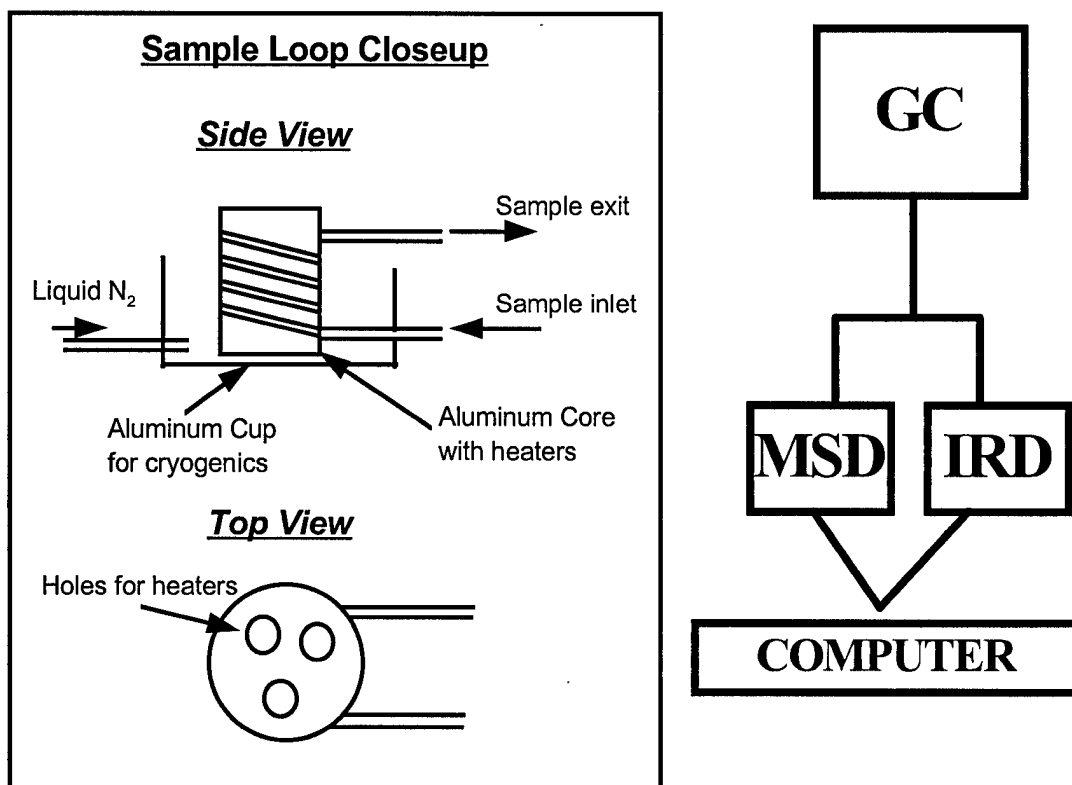 Sample Loop Closeup
Side View
Sample exit
Liquid N₂
Sample inlet
Aluminum Cup
for cryogenics
Aluminum Core
with heaters
Top View
Holes for heaters
GC
MSD
IRD
COMPUTER